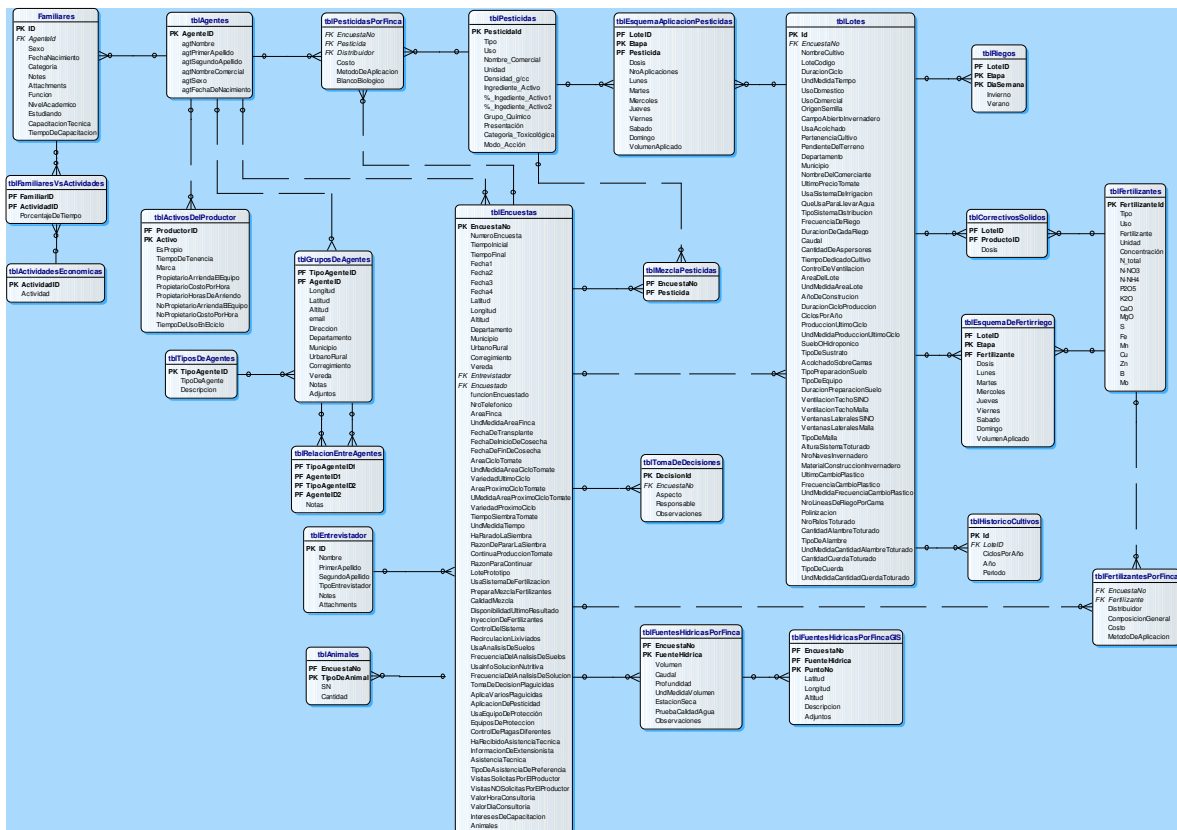 Familiares
PK ID
FK AgenteId
Sexo
FechaNacimiento
Categoria
Notes
Attachments
Funcion
NivelAcademico
Estudiando
CapacitacionTecnica
TiempoDeCapacitacion
tblAgentes
PK AgenteID
agtNombre
agtPrimerApellido
agtSegundoApellido
agtNombreComercial
agtSexo
agtFechaDeNacimiento
tblPesticidasPorFinca
FK EncuestaNo
FK Pesticida
FK Distribuidor
Costo
MetodoDeAplicacion
BlancoBiologico
tblPesticidas
PK PesticidaId
Tipo
Uso
Nombre_Comercial
Unidad
Densidad_g/cc
Ingrediente_Activo
%_Ingediente_Activo1
%_Ingediente_Activo2
Grupo_Químico
Presentación
Categoría_Toxicológica
Modo_Acción
tblEsquemaAplicacionPesticidas
PF LoteID
PK Etapa
PF Pesticida
Dosis
NroAplicaciones
Lunes
Martes
Miercoles
Jueves
Viernes
Sabado
Domingo
VolumenAplicado
tblLotes
PK Id
FK EncuestaNo
NombreCultivo
LoteCodigo
DuracionCiclo
UndMedidaTiempo
UsoDomestico
UsoComercial
OrigenSemilla
CampoAbiertoInvernadero
UsaAcolchado
PertenenciaCultivo
PendienteDelTerreno
Departamento
Municipio
NombreDelComerciante
UltimoPrecioTomate
UsaSistemaDeIrrigacion
QueUsaParaLlevarAgua
TipoSistemaDistribucion
FrecuenciaDeRiego
DuracionDeCadaRiego
Caudal
CantidadDeAspersores
TiempoDedicadoCultivo
ControlDeVentilacion
AreaDelLote
UndMedidaAreaLote
AñoDeConstrucion
DuracionCicloProduccion
CiclosPorAño
ProduccionUltimoCiclo
UndMedidaProduccionUltimoCiclo
SueloOHidroponico
TipoDeSustrato
AcolchadoSobreCamas
TipoPreparacionSuelo
TipoDeEquipo
DuracionPreparacionSuelo
VentilacionTechoSINO
VentilacionTechoMalla
VentanasLateralesSINO
VentanasLateralesMalla
TipoDeMalla
AlturaSistemaToturado
NroNavesInvernadero
MaterialConstruccionInvernadero
UltimoCambioPlastico
FrecuenciaCambioPlastico
UndMedidaFrecuenciaCambioPlastico
NroLineasDeRiegoPorCama
Polinizacion
NroPalosToturado
CantidadAlambreToturado
TipoDeAlambre
UndMedidaCantidadAlambreToturado
CantidadCuerdaToturado
TipoDeCuerda
UndMedidaCantidadCuerdaToturado
tblRiegos
PF LoteID
PK Etapa
PK DiaSemana
Invierno
Verano
tblFamiliaresVsActividades
PF FamiliarID
PF ActividadID
PorcentajeDeTiempo
tblActividadesEconomicas
PK ActividadID
Actividad
tblActivosDelProductor
PF ProductorID
PK Activo
EsPropio
TiempoDeTenencia
Marca
PropietarioArriendaElEquipo
PropietarioCostoPorHora
PropietarioHorasDeArriendo
NoPropietarioArriendaElEquipo
NoPropietarioCostoPorHora
TiempoDeUsoEnElciclo
tblGruposDeAgentes
PF TipoAgenteID
PF AgenteID
Longitud
Latitud
Altitud
email
Direccion
Departamento
Municipio
UrbanoRural
Corregimiento
Vereda
Notas
Adjuntos
tblTiposDeAgentes
PK TipoAgenteID
TipoDeAgente
Descripcion
tblRelacionEntreAgentes
PF TipoAgenteID1
PF AgenteID1
PF TipoAgenteID2
PF AgenteID2
Notas
tblEntrevistador
PK ID
Nombre
PrimerApellido
SegundoApellido
TipoEntrevistador
Notes
Attachments
tblAnimales
PF EncuestaNo
PK TipoDeAnimal
SN
Cantidad
tblEncuestas
PK EncuestaNo
NumeroEncuesta
TiempoInicial
TiempoFinal
Fecha1
Fecha2
Fecha3
Fecha4
Latitud
Longitud
Altitud
Departamento
Municipio
UrbanoRural
Corregimiento
Vereda
FK Entrevistador
FK Encuestado
funcionEncuestado
NroTelefonico
AreaFinca
UndMedidaAreaFinca
FechaDeTransplante
FechaDeInicioDeCosecha
FechaDeFinDeCosecha
AreaCicloTomate
UndMedidaAreaCicloTomate
VariedadUltimoCiclo
AreaProximoCicloTomate
UMedidaAreaProximoCicloTomate
VariedadProximoCiclo
TiempoSiembraTomate
UndMedidaTiempo
HaParadoLaSiembra
RazonDePararLaSiembra
ContinuaProduccionTomate
RazonParaContinuar
LotePrototipo
UsaSistemaDeFertilizacion
PreparaMezclaFertilizantes
CalidadMezcla
DisponibilidadUltimoResultado
InyeccionDeFertilizantes
ControlDelSistema
RecirculacionLixiviados
UsaAnalisisDeSuelos
FrecuenciaDelAnalisisDeSuelos
UsaInfoSolucionNutritiva
FrecuenciaDelAnalisisDeSolucion
TomaDeDecisionPlaguicidas
AplicaVariosPlaguicidas
AplicacionDePesticidad
UsaEquipoDeProtección
EquiposDeProteccion
ControlDePlagasDiferentes
HaRecibidoAsistenciaTecnica
InformacionDeExtensionista
AsistenciaTecnica
TipoDeAsistenciaDePreferencia
VisitasSolicitasPorElProductor
VisitasNOSolicitasPorElProductor
ValorHoraConsultoria
ValorDiaConsultoria
InteresesDeCapacitacion
Animales
tblMezclaPesticidas
PF EncuestaNo
PF Pesticida
tblTomaDeDecisiones
PK DecisionId
FK EncuestaNo
Aspecto
Responsable
Observaciones
tblFuentesHidricasPorFinca
PF EncuestaNo
PK FuenteHidrica
Volumen
Caudal
Profundidad
UndMedidaVolumen
EstacionSeca
PruebaCalidadAgua
Observaciones
tblFuentesHidricasPorFincaGIS
PF EncuestaNo
PF FuenteHidrica
PK PuntoNo
Latitud
Longitud
Altitud
Descripcion
Adjuntos
tblCorrectivosSolidos
PF LoteID
PF ProductoID
Dosis
tblEsquemaDeFertirriego
PF LoteID
PK Etapa
PF Fertilizante
Dosis
Lunes
Martes
Miercoles
Jueves
Viernes
Sabado
Domingo
VolumenAplicado
tblHistoricoCultivos
PK Id
FK LoteID
CiclosPorAño
Año
Periodo
tblFertilizantes
PK FertilizanteId
Tipo
Uso
Fertilizante
Unidad
Concentración
N_total
N-NO3
N-NH4
P2O5
K2O
CaO
MgO
S
Fe
Mn
Cu
Zn
B
Mo
tblFertilizantesPorFinca
FK EncuestaNo
FK Fertilizante
Distribuidor
ComposicionGeneral
Costo
MetodoDeAplicacion